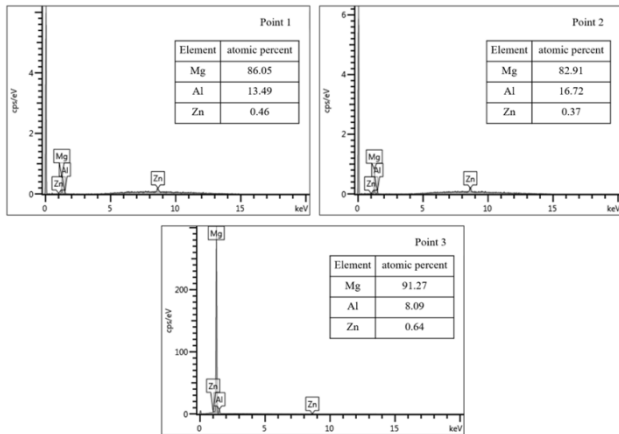 Point 1
Element atomic percent
Mg 86.05
Al 13.49
Zn 0.46
cps/eV
4
2
0
Mg
Al
Zn
Zn
0 5 10 15 keV
Point 2
Element atomic percent
Mg 82.91
Al 16.72
Zn 0.37
cps/eV
6
4
2
0
Mg
Al
Zn
Zn
0 5 10 15 keV
Point 3
Element atomic percent
Mg 91.27
Al 8.09
Zn 0.64
cps/eV
200
100
0
Mg
Zn
Al
Zn
0 5 10 15 keV